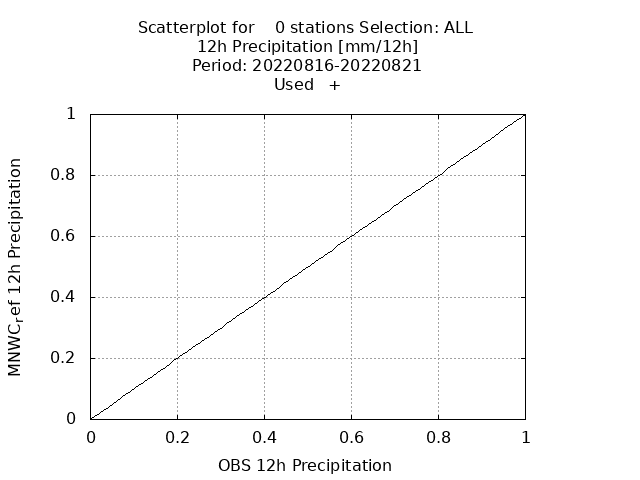 Scatterplot for    0 stations Selection: ALL
12h Precipitation [mm/12h]
Period: 20220816-20220821
Used   +
1
0.8
0.6
0.4
0.2
0
MNWCref 12h Precipitation
0 0.2 0.4 0.6 0.8 1
OBS 12h Precipitation